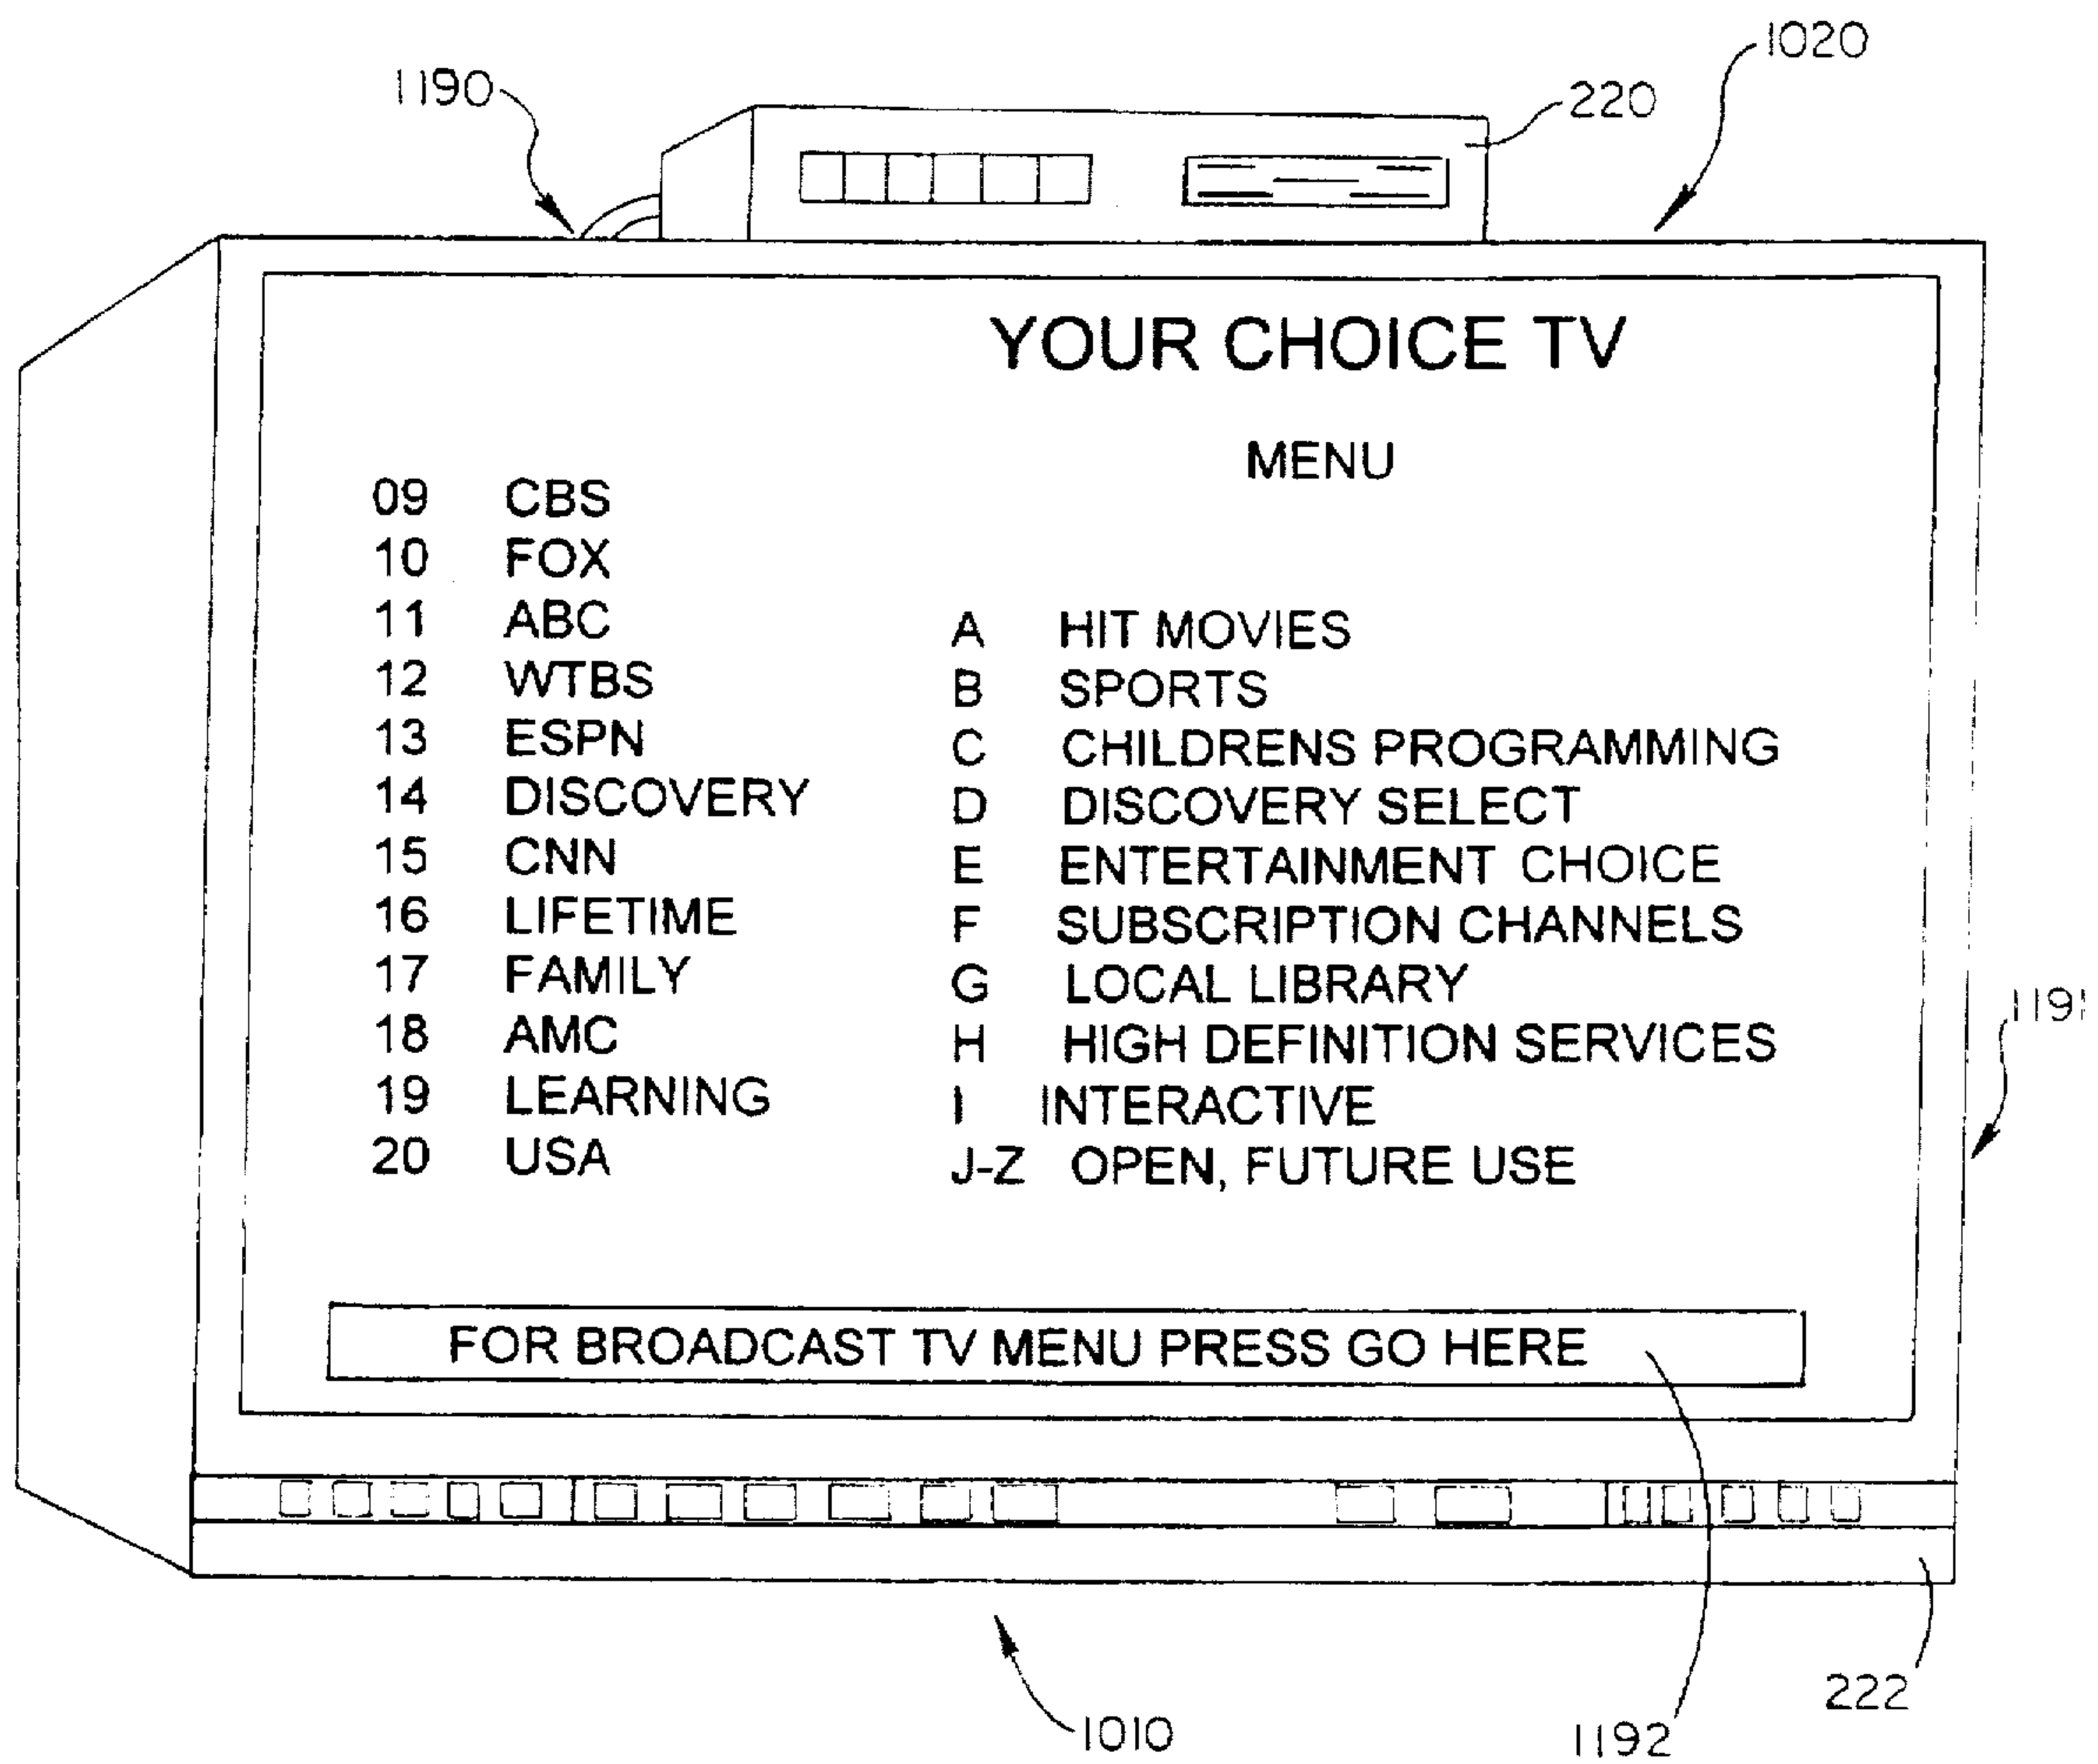 1020
1190
220
YOUR CHOICE TV
MENU
09 CBS
10 FOX
11 ABC
12 WTBS
13 ESPN
14 DISCOVERY
15 CNN
16 LIFETIME
17 FAMILY
18 AMC
19 LEARNING
20 USA
A HIT MOVIES
B SPORTS
C CHILDRENS PROGRAMMING
D DISCOVERY SELECT
E ENTERTAINMENT CHOICE
F SUBSCRIPTION CHANNELS
G LOCAL LIBRARY
H HIGH DEFINITION SERVICES
I INTERACTIVE
J-Z OPEN, FUTURE USE
1191
FOR BROADCAST TV MENU PRESS GO HERE
222
1010
1192